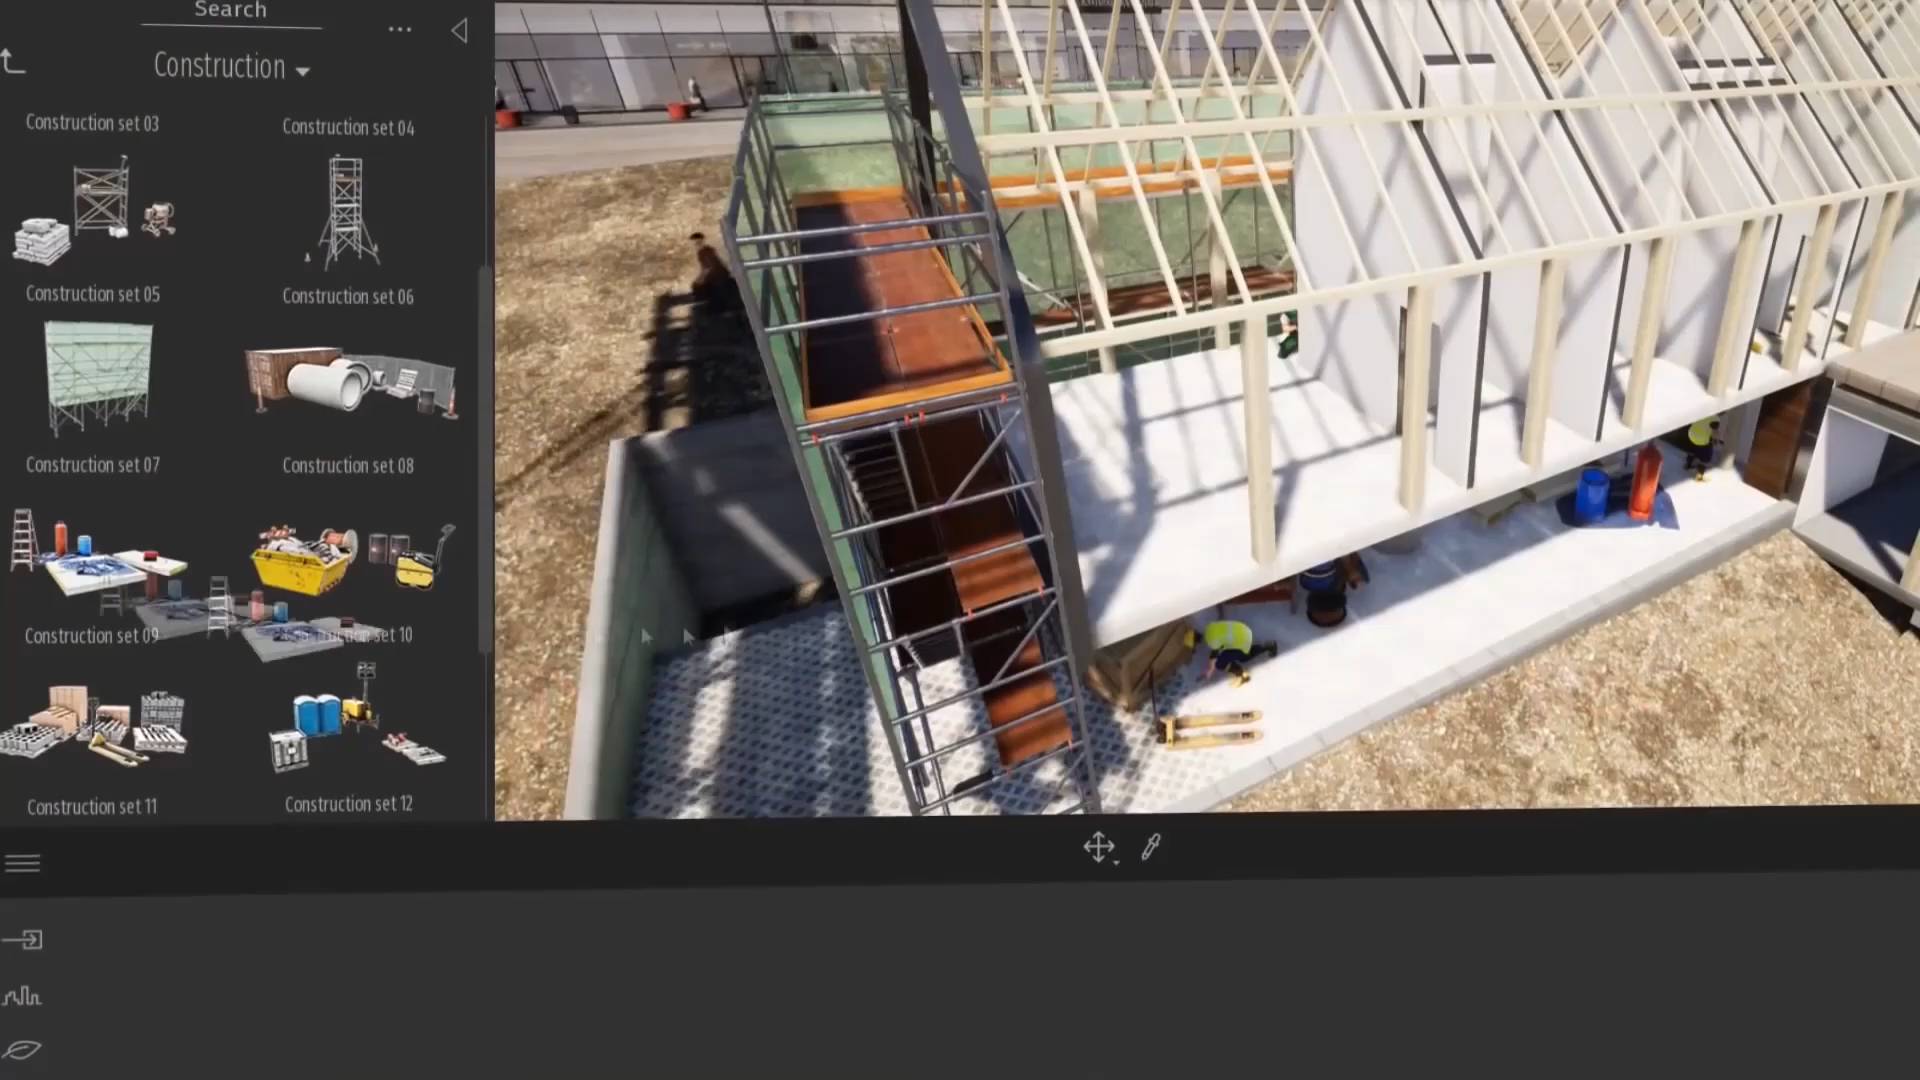 Search
Construction
Construction set 03
Construction set 04
Construction set 05
Construction set 06
Construction set 07
Construction set 08
Construction set 09
Construction set 10
Construction set 11
Construction set 12